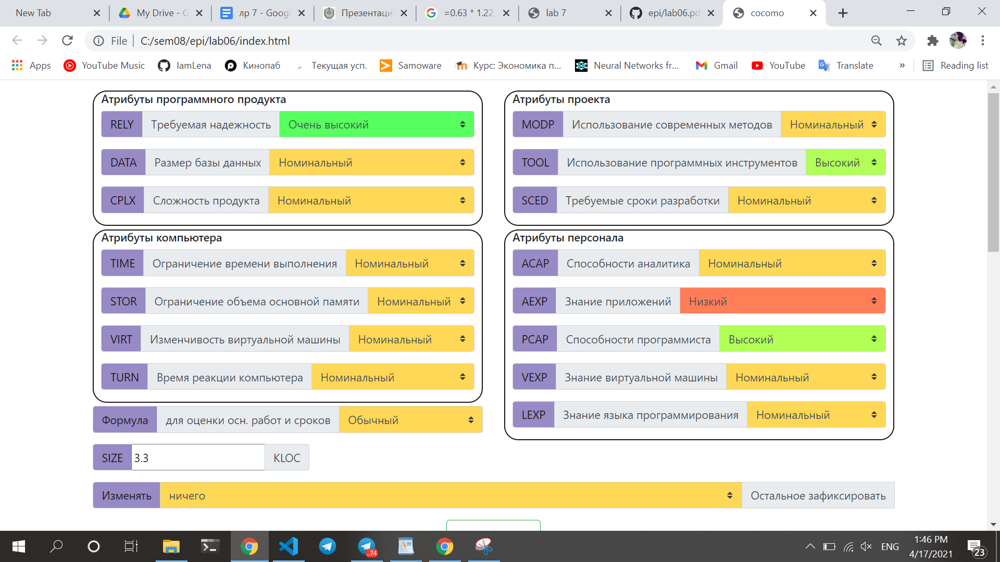 New Tab
My Drive - G
лр 7 - Googl
Презентаци
=0.63 * 1.22
lab 7
epi/lab06.pd
cocomo
File
C:/sem08/epi/lab06/index.html
Apps
YouTube Music
IamLena
Кинопаб
Текущая усп.
Samoware
Курс: Экономика п...
Neural Networks fr...
Gmail
YouTube
Translate
»
Reading list
Атрибуты программного продукта
RELY Требуемая надежность Очень высокий
DATA Размер базы данных Номинальный
CPLX Сложность продукта Номинальный
Атрибуты проекта
MODP Использование современных методов Номинальный
TOOL Использование программных инструментов Высокий
SCED Требуемые сроки разработки Номинальный
Атрибуты компьютера
TIME Ограничение времени выполнения Номинальный
STOR Ограничение объема основной памяти Номинальный
VIRT Изменчивость виртуальной машины Номинальный
TURN Время реакции компьютера Номинальный
Атрибуты персонала
ACAP Способности аналитика Номинальный
AEXP Знание приложений Низкий
PCAP Способности программиста Высокий
VEXP Знание виртуальной машины Номинальный
LEXP Знание языка программирования Номинальный
Формула для оценки осн. работ и сроков Обычный
SIZE 3.3 KLOC
Изменять ничего Остальное зафиксировать
..74
ENG
1:46 PM
4/17/2021
23